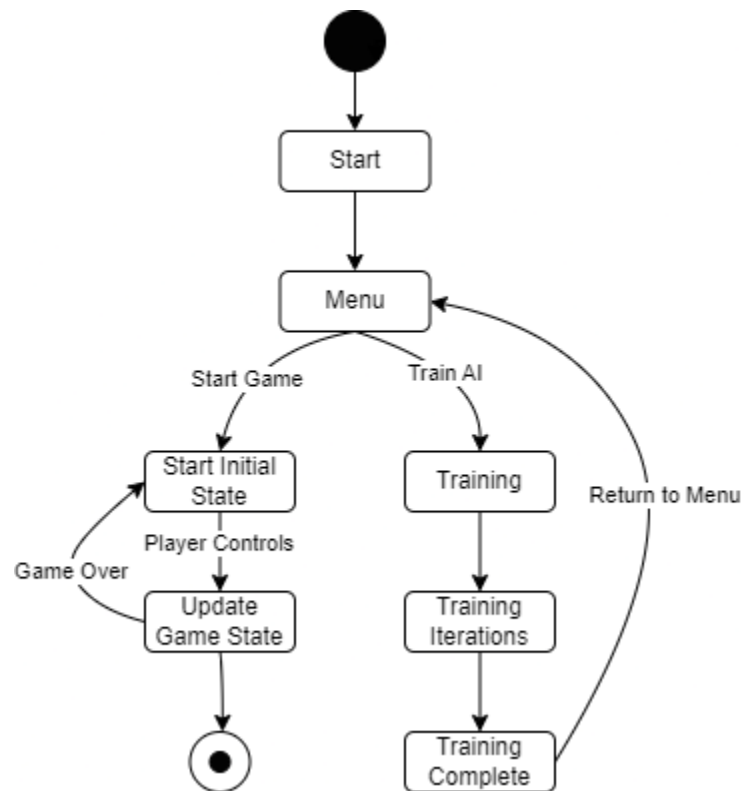 Start
Menu
Start Game
Train AI
Start Initial
State
Training
Return to Menu
Player Controls
Game Over
Update
Game State
Training
Iterations
Training
Complete